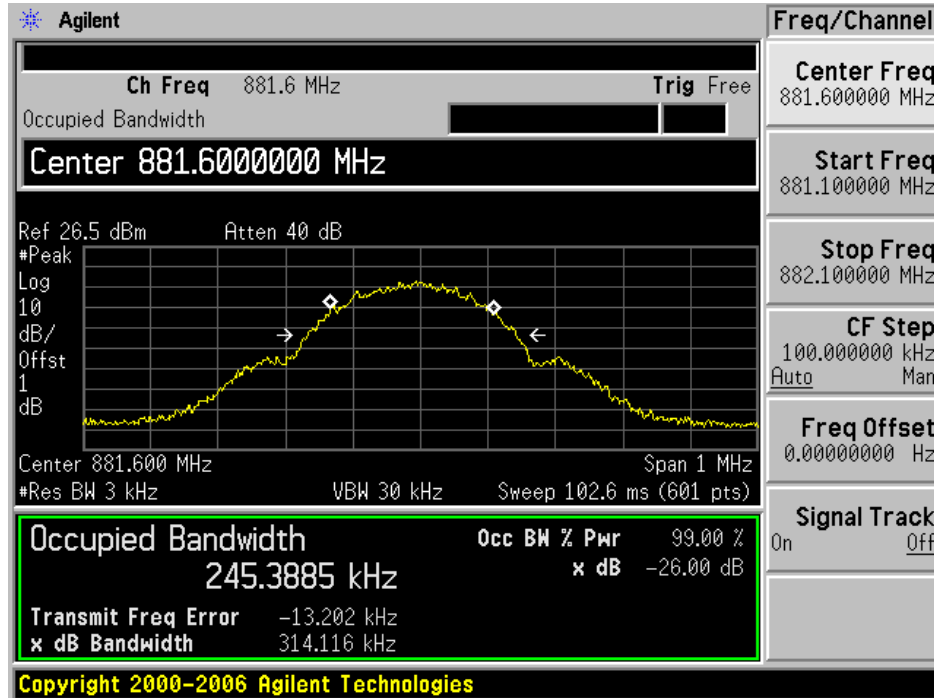 Agilent
Freq/Channel
Ch Freq 881.6 MHz Trig Free
Occupied Bandwidth
Center 881.6000000 MHz
Ref 26.5 dBm Atten 40 dB
#Peak
Log
10
dB/
Offst
1
dB
Center 881.600 MHz Span 1 MHz
#Res BW 3 kHz VBW 30 kHz Sweep 102.6 ms (601 pts)
Occupied Bandwidth
245.3885 kHz
Occ BW % Pwr 99.00 %
x dB -26.00 dB
Transmit Freq Error -13.202 kHz
x dB Bandwidth 314.116 kHz
Center Freq
881.600000 MHz
Start Freq
881.100000 MHz
Stop Freq
882.100000 MHz
CF Step
100.000000 kHz
Auto Man
Freq Offset
0.00000000 Hz
Signal Track
On Off
Copyright 2000-2006 Agilent Technologies